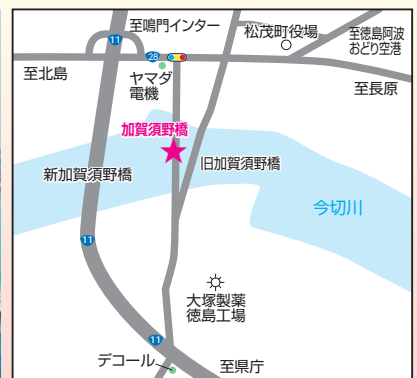 至鳴門インター
松茂町役場
至徳島阿波
おどり空港
11
28
至北島
ヤマダ
電機
至長原
加賀須野橋
新加賀須野橋
旧加賀須野橋
今切川
11
大塚製薬
徳島工場
11
デコール
至県庁